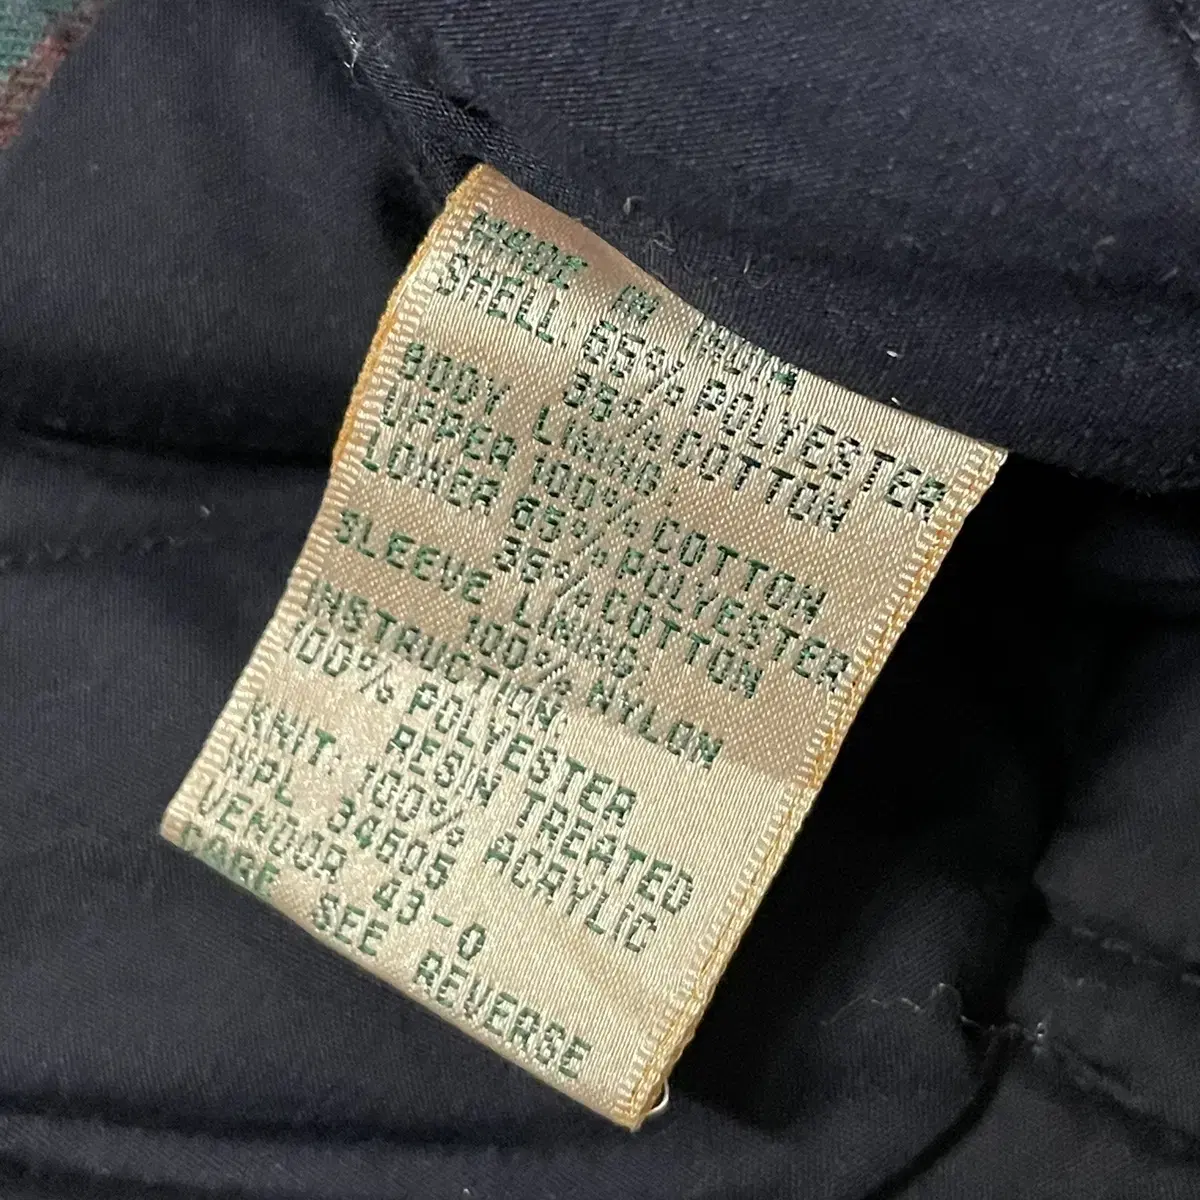 MADE IN INDIA
SHELL: 65% POLYESTER
35% COTTON
BODY LINING:
UPPER 100% COTTON
LOWER 65% POLYESTER
35% COTTON
SLEEVE LINING:
100% NYLON
INSTRUCTION:
100% POLYESTER
RESIN TREATED
KNIT: 100% ACRYLIC
WPL 34605
VENDOR 43-0
CARE SEE REVERSE